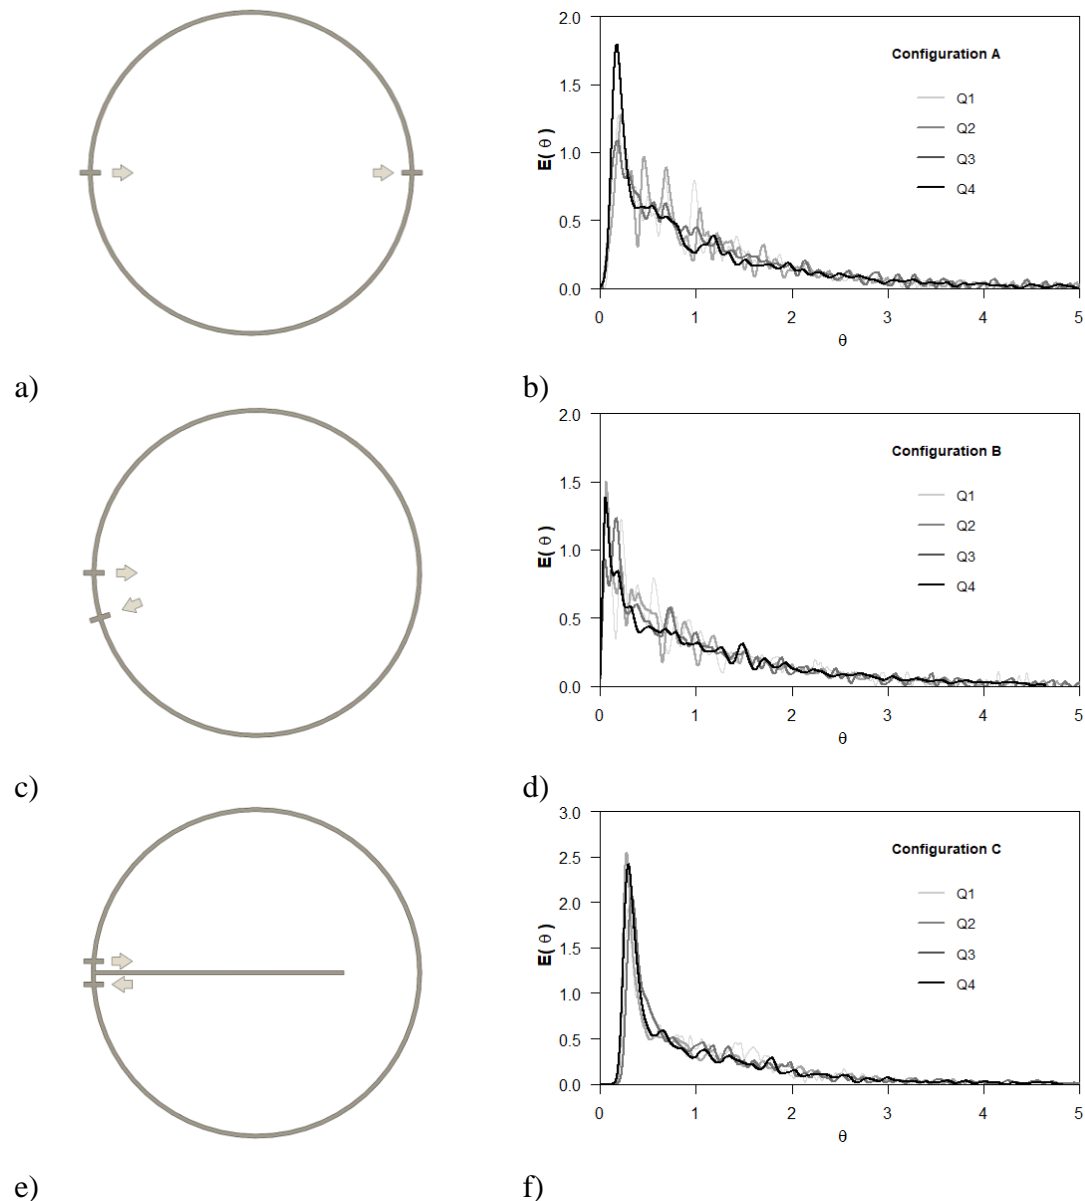 2.0
Configuration A
1.5
Q1
Q2
E( θ )
1.0
Q3
Q4
0.5
0.0
0 1 2 3 4 5
θ
a) b)
2.0
Configuration B
1.5
Q1
Q2
E( θ )
1.0
Q3
Q4
0.5
0.0
0 1 2 3 4 5
θ
c) d)
3.0
Configuration C
2.5
Q1
2.0
Q2
E( θ )
1.5
Q3
Q4
1.0
0.5
0.0
0 1 2 3 4 5
θ
e) f)